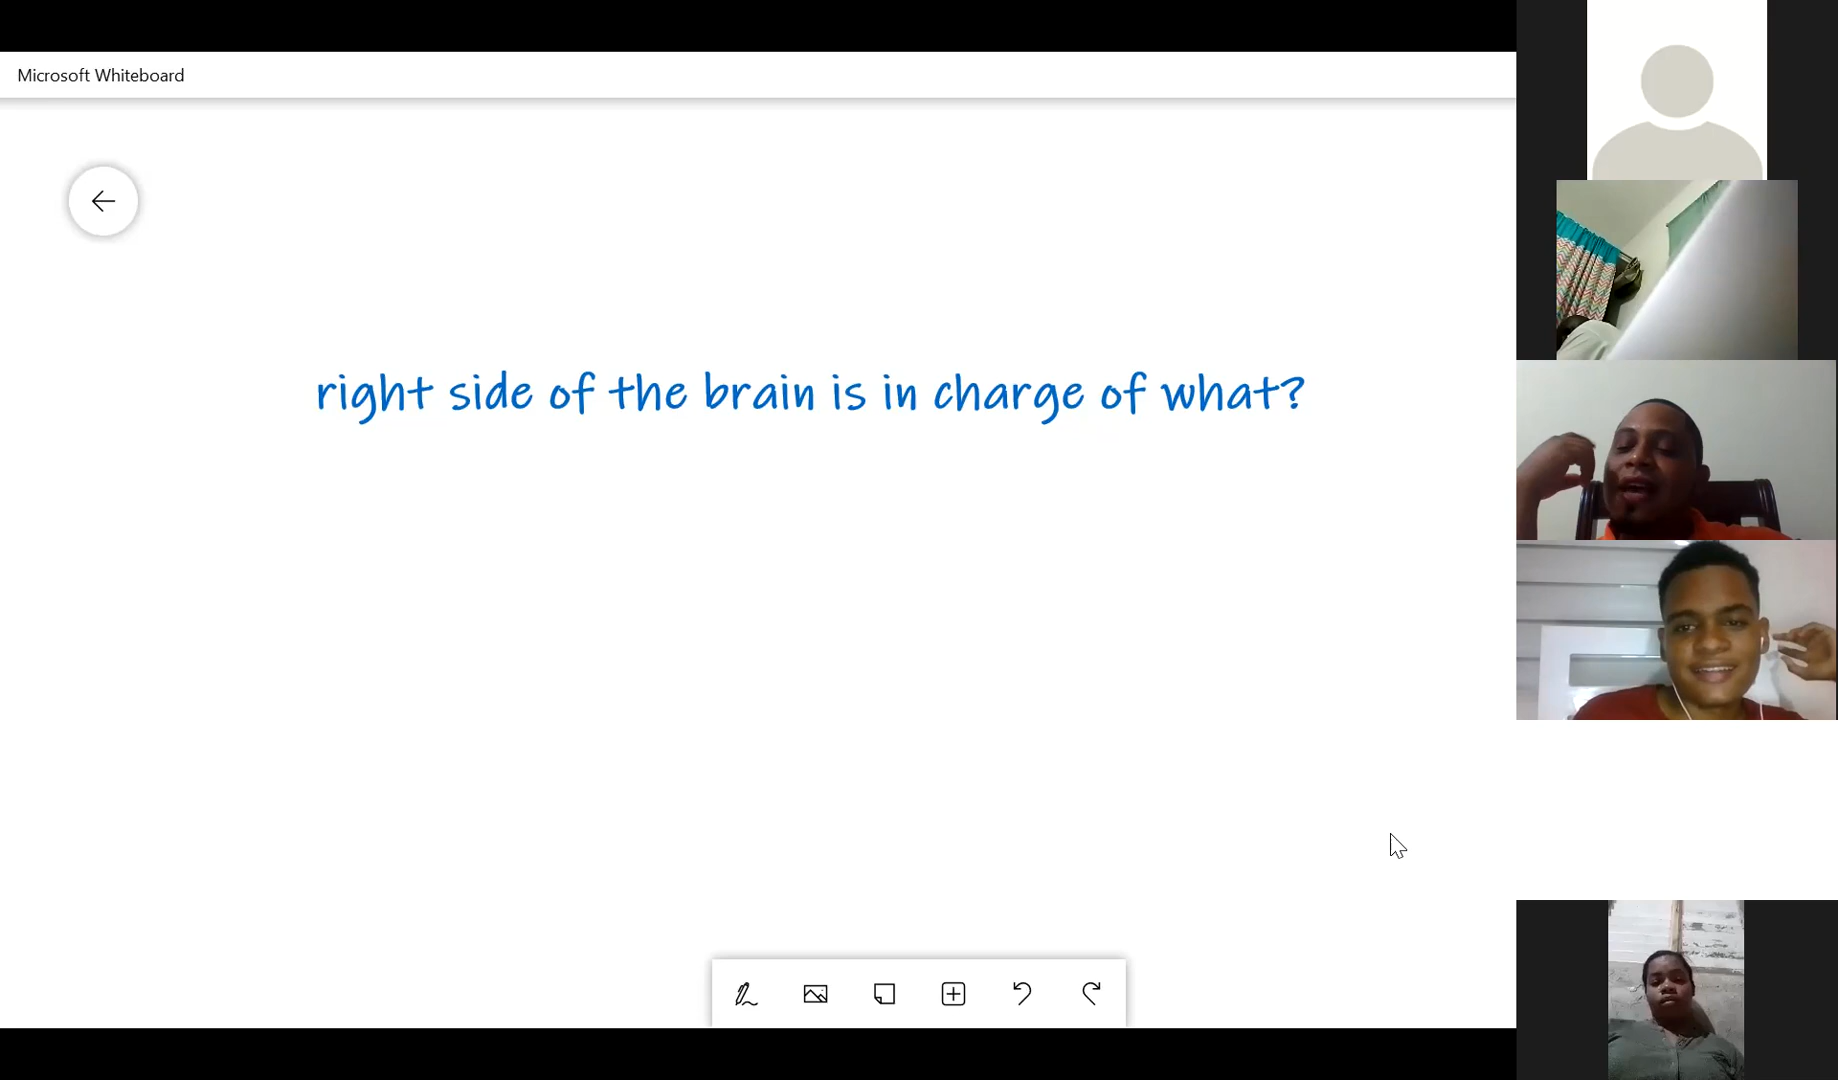 Microsoft Whiteboard
right side of the brain is in charge of what?